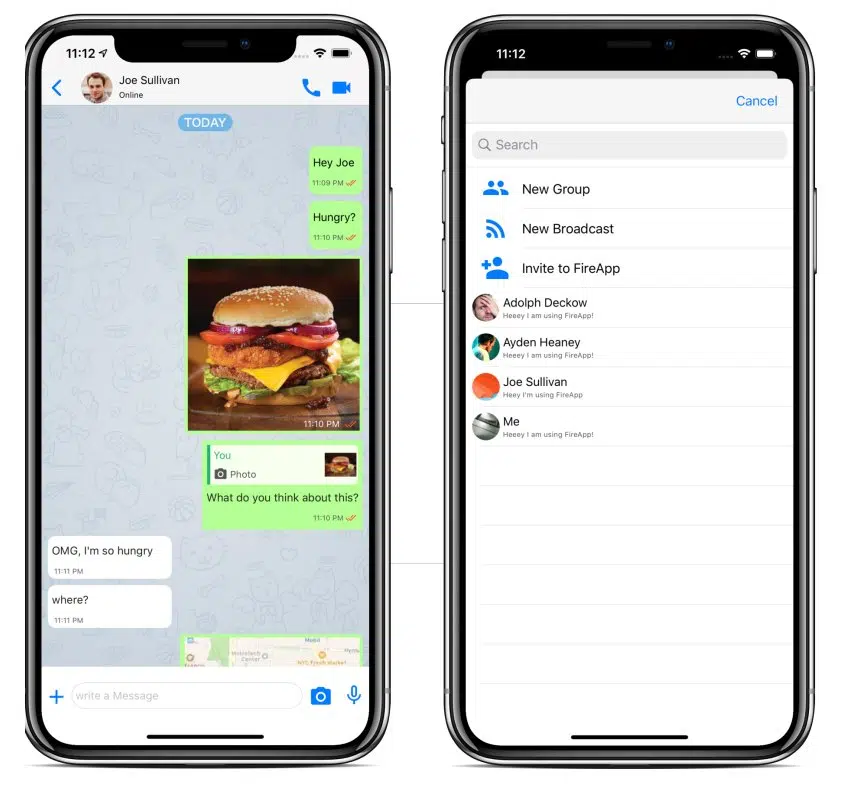 11:12
Joe Sullivan
Online
TODAY
Hey Joe
11:09 PM
Hungry?
11:10 PM
11:10 PM
You
Photo
What do you think about this?
11:10 PM
OMG, I'm so hungry
11:11 PM
where?
11:11 PM
write a Message
11:12
Cancel
Search
New Group
New Broadcast
Invite to FireApp
Adolph Deckow
Heeey I am using FireApp!
Ayden Heaney
Heeey I am using FireApp!
Joe Sullivan
Heey I'm using FireApp
Me
Heeey I am using FireApp!